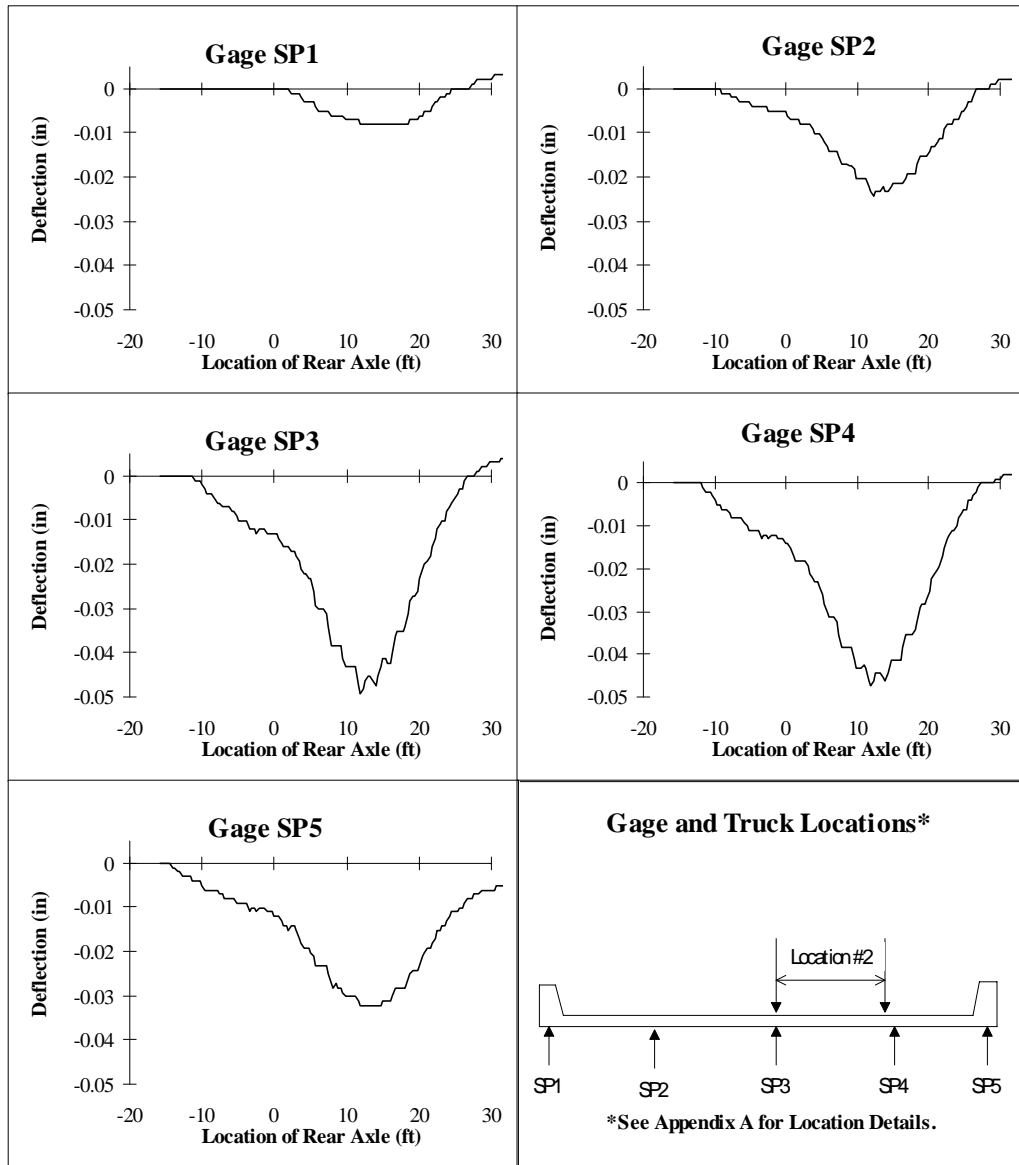 Gage SP1
Deflection (in)
0
-0.01
-0.02
-0.03
-0.04
-0.05
-20 -10 0 10 20 30
Location of Rear Axle (ft)
Gage SP2
Deflection (in)
0
-0.01
-0.02
-0.03
-0.04
-0.05
-20 -10 0 10 20 30
Location of Rear Axle (ft)
Gage SP3
Deflection (in)
0
-0.01
-0.02
-0.03
-0.04
-0.05
-20 -10 0 10 20 30
Location of Rear Axle (ft)
Gage SP4
Deflection (in)
0
-0.01
-0.02
-0.03
-0.04
-0.05
-20 -10 0 10 20 30
Location of Rear Axle (ft)
Gage SP5
Deflection (in)
0
-0.01
-0.02
-0.03
-0.04
-0.05
-20 -10 0 10 20 30
Location of Rear Axle (ft)
Gage and Truck Locations*
Location #2
SP1 SP2 SP3 SP4 SP5
*See Appendix A for Location Details.